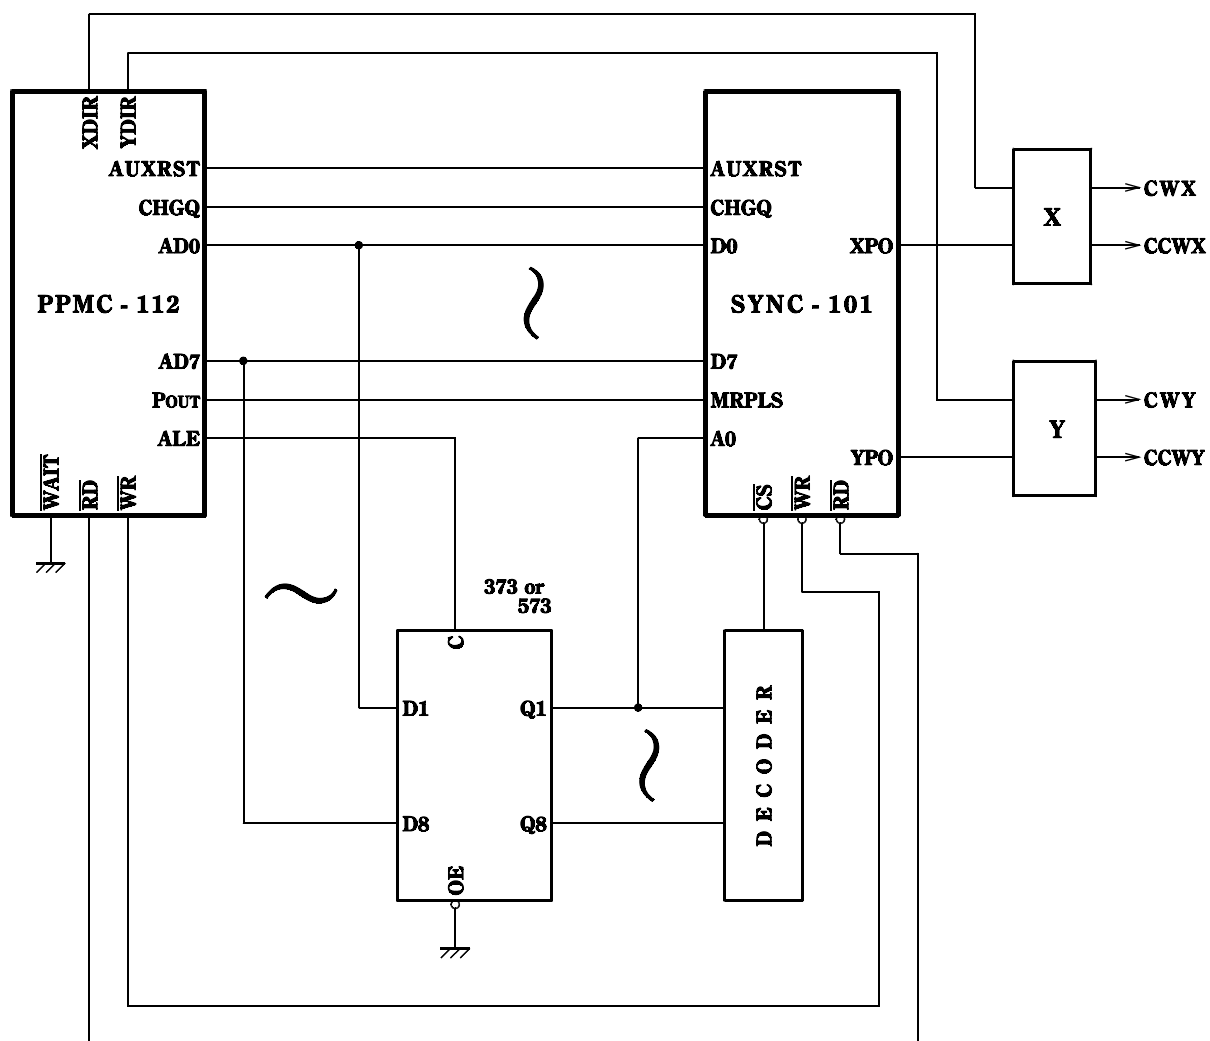 XDIR
YDIR
AUXRST
AUXRST
CHGQ
CHGQ
AD0
D0
XPO
X
CWX
CCWX
PPMC - 112
SYNC - 101
AD7
D7
POUT
MRPLS
ALE
A0
YPO
Y
CWY
CCWY
WAIT
RD
WR
CS
WR
RD
373 or
573
C
D1
Q1
D8
Q8
OE
DECODER